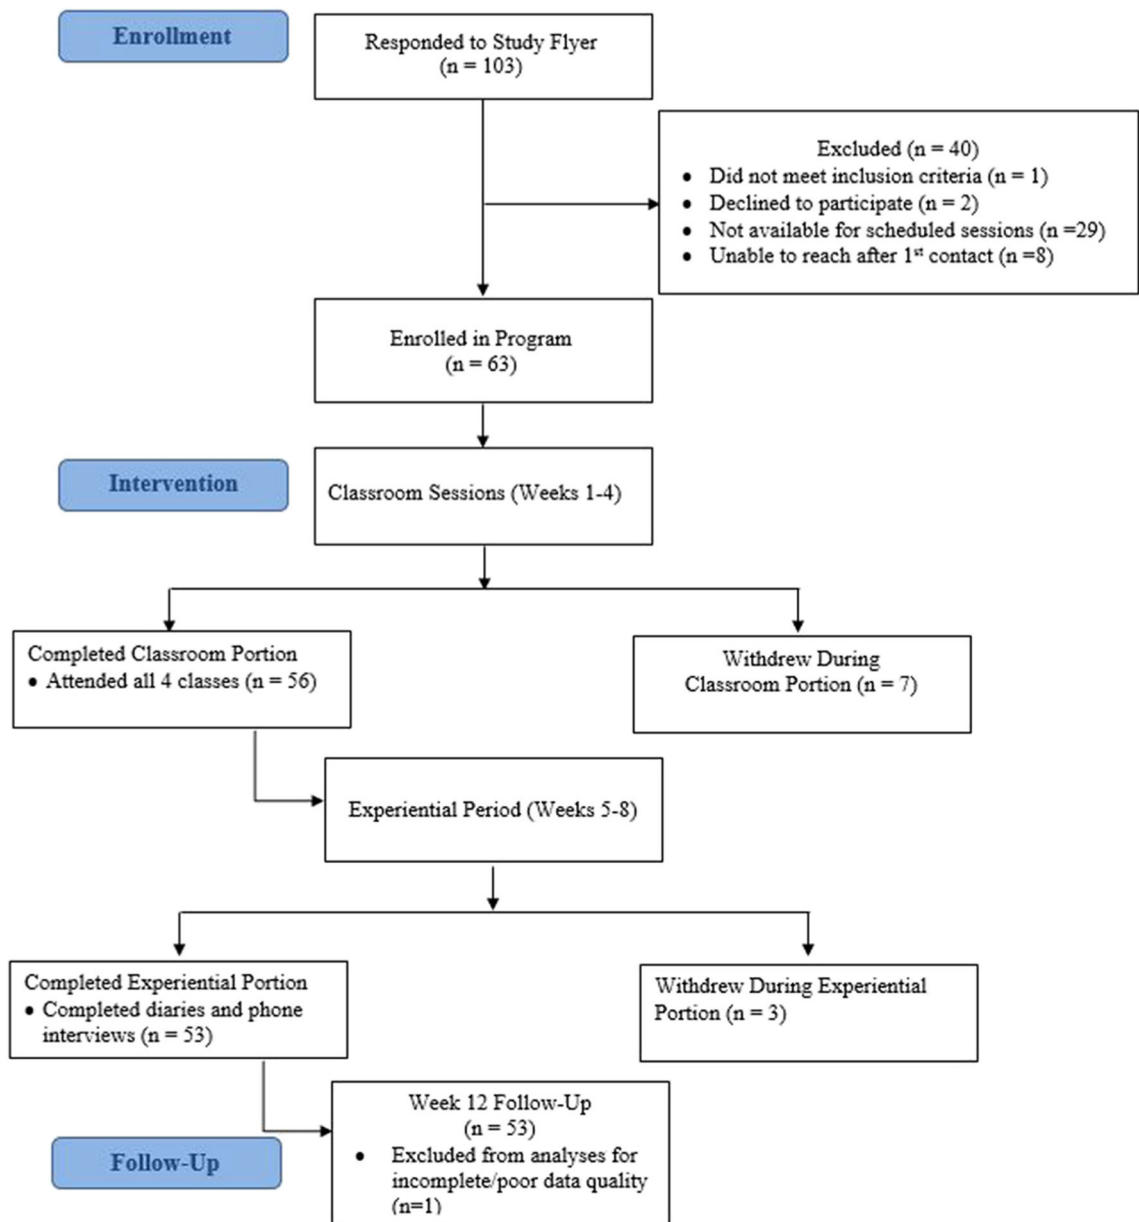 Enrollment
Responded to Study Flyer
(n = 103)
Excluded (n = 40)
• Did not meet inclusion criteria (n = 1)
• Declined to participate (n = 2)
• Not available for scheduled sessions (n =29)
• Unable to reach after 1st contact (n =8)
Enrolled in Program
(n = 63)
Intervention
Classroom Sessions (Weeks 1-4)
Completed Classroom Portion
• Attended all 4 classes (n = 56)
Withdrew During
Classroom Portion (n = 7)
Experiential Period (Weeks 5-8)
Completed Experiential Portion
• Completed diaries and phone
interviews (n = 53)
Withdrew During Experiential
Portion (n = 3)
Week 12 Follow-Up
(n = 53)
• Excluded from analyses for
incomplete/poor data quality
(n=1)
Follow-Up